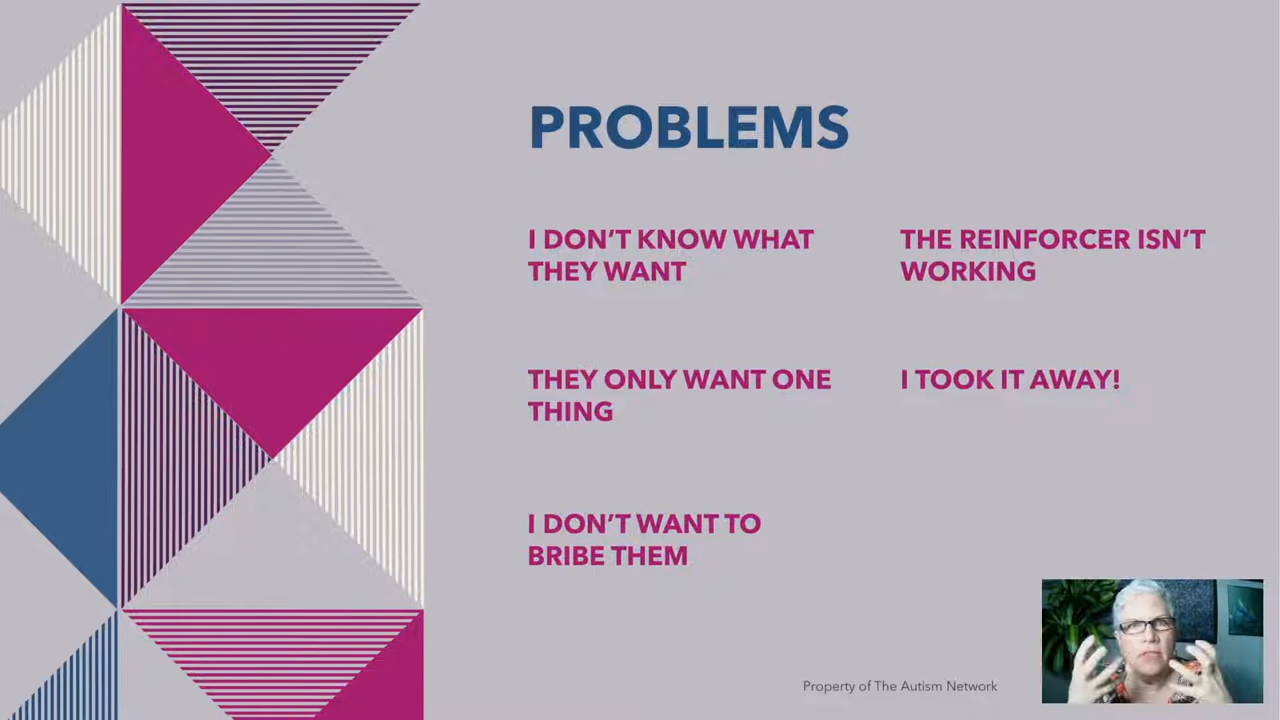 PROBLEMS
I DON'T KNOW WHAT
THEY WANT
THE REINFORCER ISN'T
WORKING
THEY ONLY WANT ONE
THING
I TOOK IT AWAY!
I DON'T WANT TO
BRIBE THEM
Property of The Autism Network